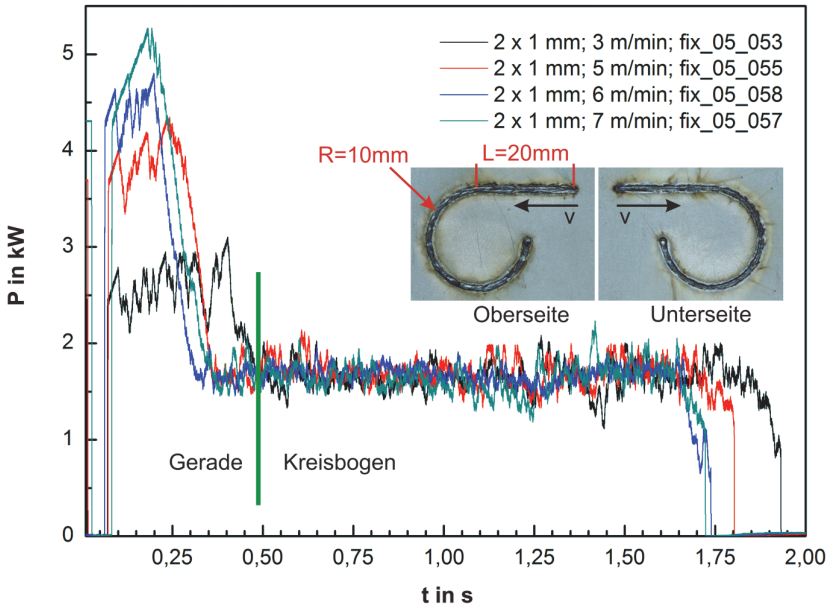 2 x 1 mm; 3 m/min; fix_05_053
2 x 1 mm; 5 m/min; fix_05_055
2 x 1 mm; 6 m/min; fix_05_058
2 x 1 mm; 7 m/min; fix_05_057
R=10mm
L=20mm
v
v
Oberseite
Unterseite
Gerade
Kreisbogen
P in kW
5
4
3
2
1
0
0,25
0,50
0,75
1,00
1,25
1,50
1,75
2,00
t in s